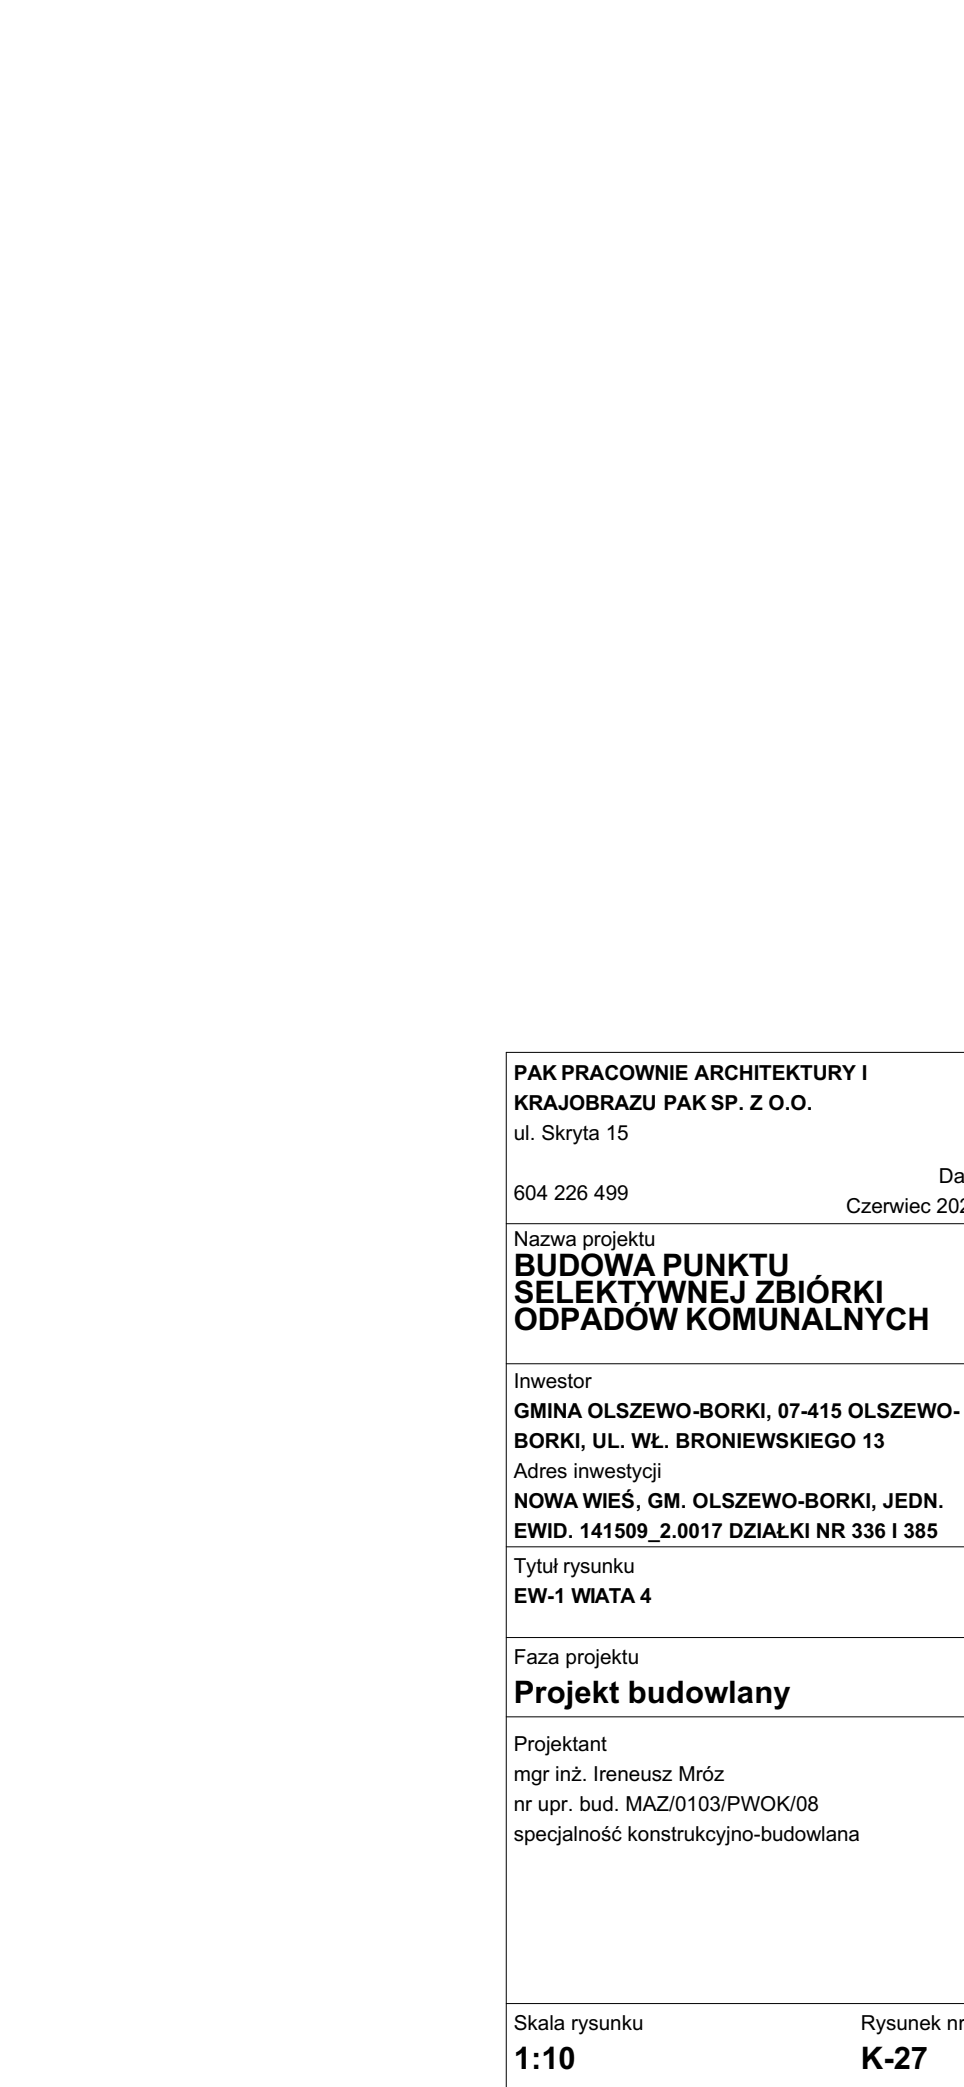 PAK PRACOWNIE ARCHITEKTURY I
KRAJOBRAZU PAK SP. Z O.O.
ul. Skryta 15
604 226 499
Czerwiec
Nazwa projektu
BUDOWA PUNKTU
SELEKTYWNEJ ZBIÓRKI
ODPADÓW KOMUNALNYCH
Inwestor
GMINA OLSZEWO-BORKI, 07-415 OLSZEWO-
BORKI, UL. WŁ. BRONIEWSKIEGO 13
Adres inwestycji
NOWA WIEŚ, GM. OLSZEWO-BORKI, JEDN.
EWID. 141509_2.0017 DZIAŁKI NR 336 I 385
Tytuł rysunku
EW-1 WIATA 4
Faza projektu
Projekt budowlany
Projektant
mgr inż. Ireneusz Mróz
nr upr. bud. MAZ/0103/PWOK/08
specjalność konstrukcyjno-budowlana
Skala rysunku
1:10
Rysunek nr
K-27